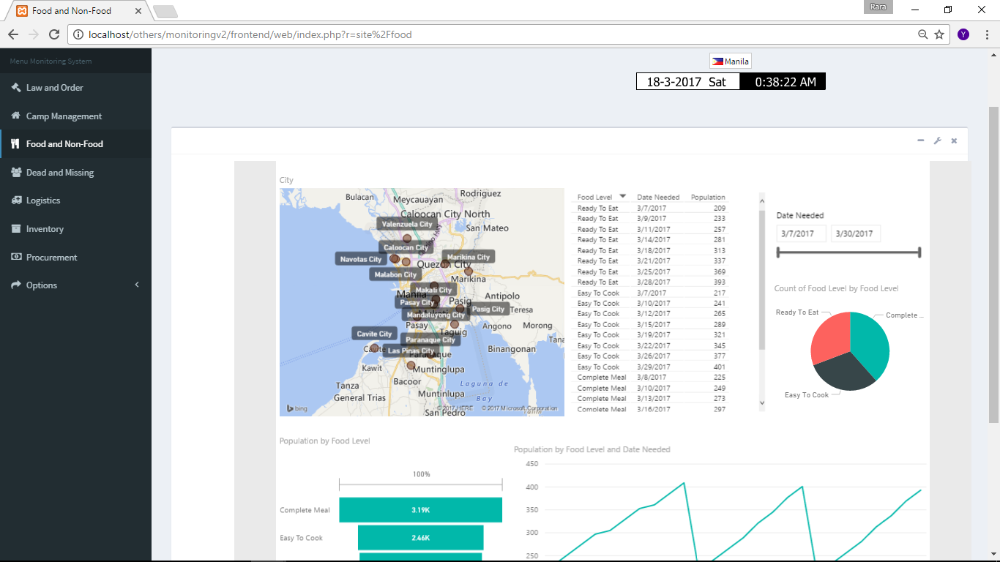 Food and Non-Food
Rara
localhost/others/monitoringv2/frontend/web/index.php?r=site%2Ffood
Y
Menu Monitoring System
Law and Order
Camp Management
Food and Non-Food
Dead and Missing
Logistics
Inventory
Procurement
Options
Manila
18-3-2017 Sat 0:38:22 AM
City
Bulacan
Meycauayan
Rodriguez
Caloocan City North
Valenzuela City
San Mateo
Caloocan City
Navotas City
Marikina City
Quezon City
Malabon City
Marikina
Makati City
Manila
Antipolo
Pasay City
Pasig
Pasig City
Teresa
Mandaluyong City
Pasay
Angono
Morong
Taguig
Cavite City
Paranaque City
Cavite
Las Pinas City
Binangonan
Kawit
Muntinglupa
Bacoor
Laguna de
Bay
Tanza
General Trias
Muntinlupa
San Pedro
bing
© 2017 HERE © 2017 Microsoft Corporation
Food Level Date Needed Population
Ready To Eat 3/7/2017 209
Ready To Eat 3/9/2017 233
Ready To Eat 3/11/2017 257
Ready To Eat 3/14/2017 281
Ready To Eat 3/18/2017 313
Ready To Eat 3/21/2017 337
Ready To Eat 3/25/2017 369
Ready To Eat 3/28/2017 393
Easy To Cook 3/7/2017 217
Easy To Cook 3/10/2017 241
Easy To Cook 3/12/2017 265
Easy To Cook 3/15/2017 289
Easy To Cook 3/19/2017 321
Easy To Cook 3/22/2017 345
Easy To Cook 3/26/2017 377
Easy To Cook 3/29/2017 401
Complete Meal 3/8/2017 225
Complete Meal 3/10/2017 249
Complete Meal 3/13/2017 273
Complete Meal 3/16/2017 297
Date Needed
3/7/2017 3/30/2017
Count of Food Level by Food Level
Ready To Eat
Complete ...
Easy To Cook
Population by Food Level
100%
Complete Meal 3.19K
Easy To Cook 2.46K
Population by Food Level and Date Needed
450
400
350
300
250